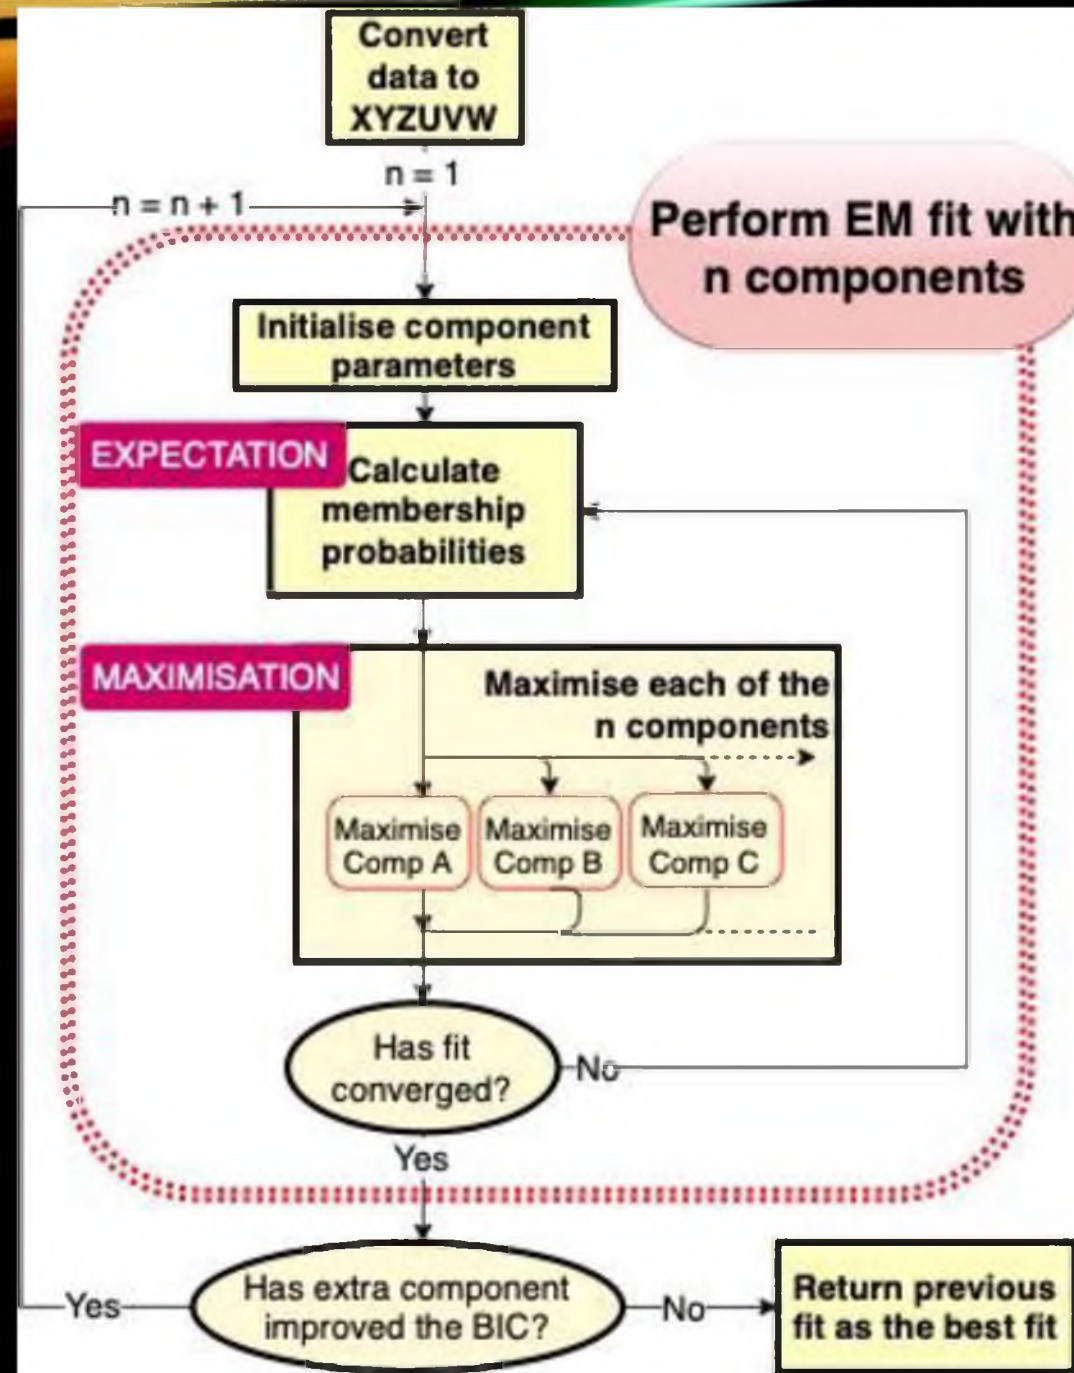 Convert
data to
XYZUVW
n = 1
n = n + 1
Perform EM fit with
n components
Initialise component
parameters
EXPECTATION
Calculate
membership
probabilities
MAXIMISATION
Maximise each of the
n components
Maximise
Comp A
Maximise
Comp B
Maximise
Comp C
Has fit
converged?
No
Yes
Has extra component
improved the BIC?
Yes
No
Return previous
fit as the best fit